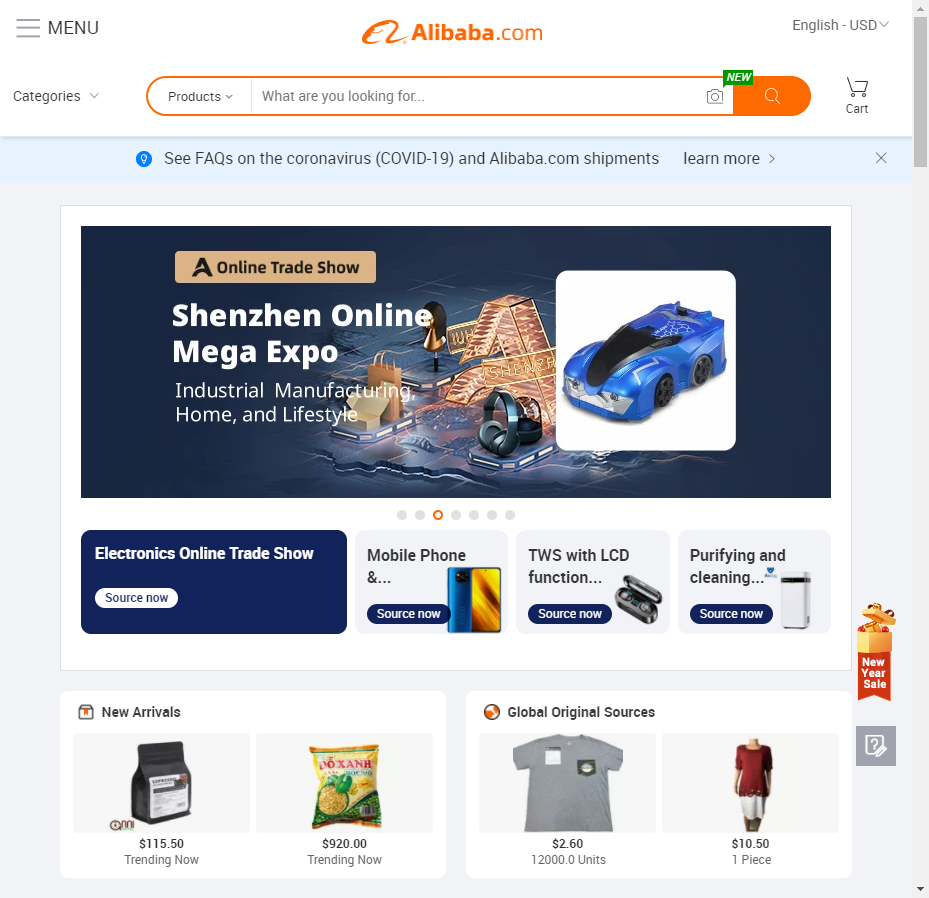 MENU
Alibaba.com
English - USD
Categories
Products
What are you looking for...
NEW
Cart
See FAQs on the coronavirus (COVID-19) and Alibaba.com shipments
learn more
Online Trade Show
Shenzhen Online
Mega Expo
Industrial Manufacturing,
Home, and Lifestyle
SHENZHEN
Electronics Online Trade Show
Source now
Mobile Phone
&...
Source now
TWS with LCD
function...
Source now
Purifying and
cleaning...
Source now
New
Year
Sale
New Arrivals
ĐỖ XANH
$115.50
Trending Now
$920.00
Trending Now
Global Original Sources
$2.60
12000.0 Units
$10.50
1 Piece